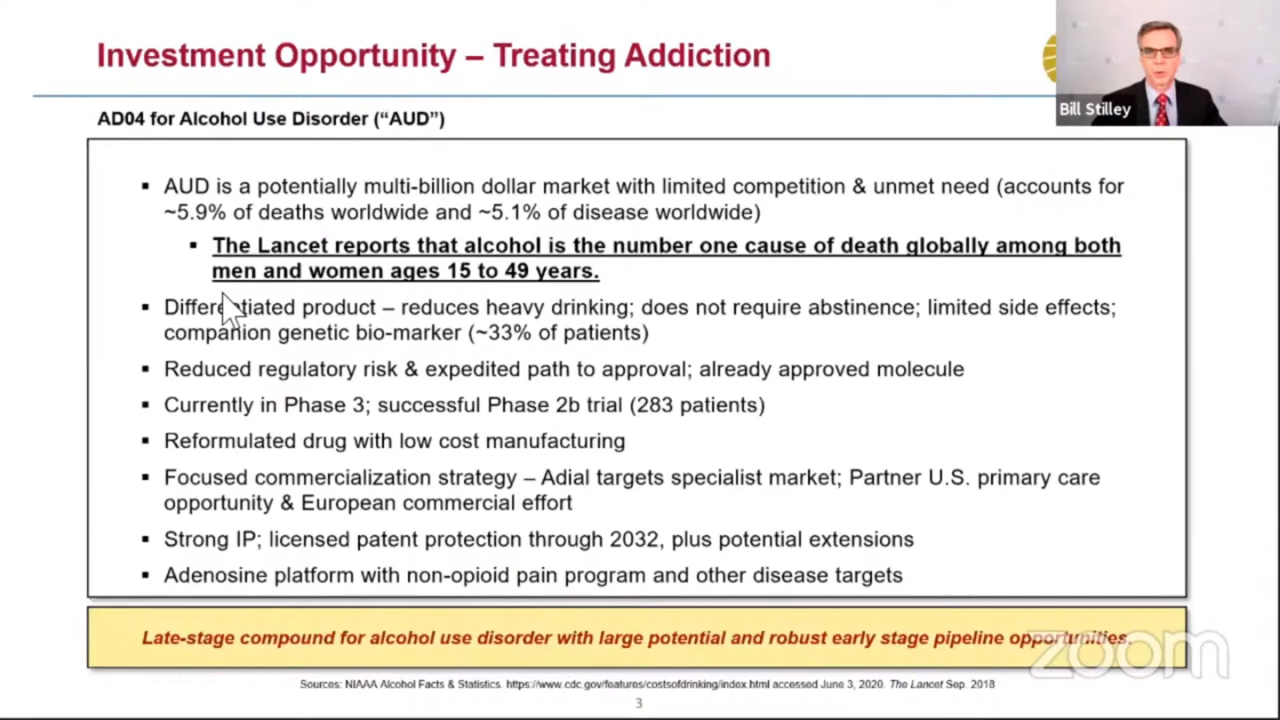 Investment Opportunity – Treating Addiction
Bill Stilley
AD04 for Alcohol Use Disorder (“AUD”)
▪ AUD is a potentially multi-billion dollar market with limited competition & unmet need (accounts for
~5.9% of deaths worldwide and ~5.1% of disease worldwide)
▪ The Lancet reports that alcohol is the number one cause of death globally among both
men and women ages 15 to 49 years.
▪ Differentiated product – reduces heavy drinking; does not require abstinence; limited side effects;
companion genetic bio-marker (~33% of patients)
▪ Reduced regulatory risk & expedited path to approval; already approved molecule
▪ Currently in Phase 3; successful Phase 2b trial (283 patients)
▪ Reformulated drug with low cost manufacturing
▪ Focused commercialization strategy – Adial targets specialist market; Partner U.S. primary care
opportunity & European commercial effort
▪ Strong IP; licensed patent protection through 2032, plus potential extensions
▪ Adenosine platform with non-opioid pain program and other disease targets
Late-stage compound for alcohol use disorder with large potential and robust early stage pipeline opportunities.
zoom
Sources: NIAAA Alcohol Facts & Statistics. https://www.cdc.gov/features/costsofdrinking/index.html accessed June 3, 2020. The Lancet Sep. 2018
3